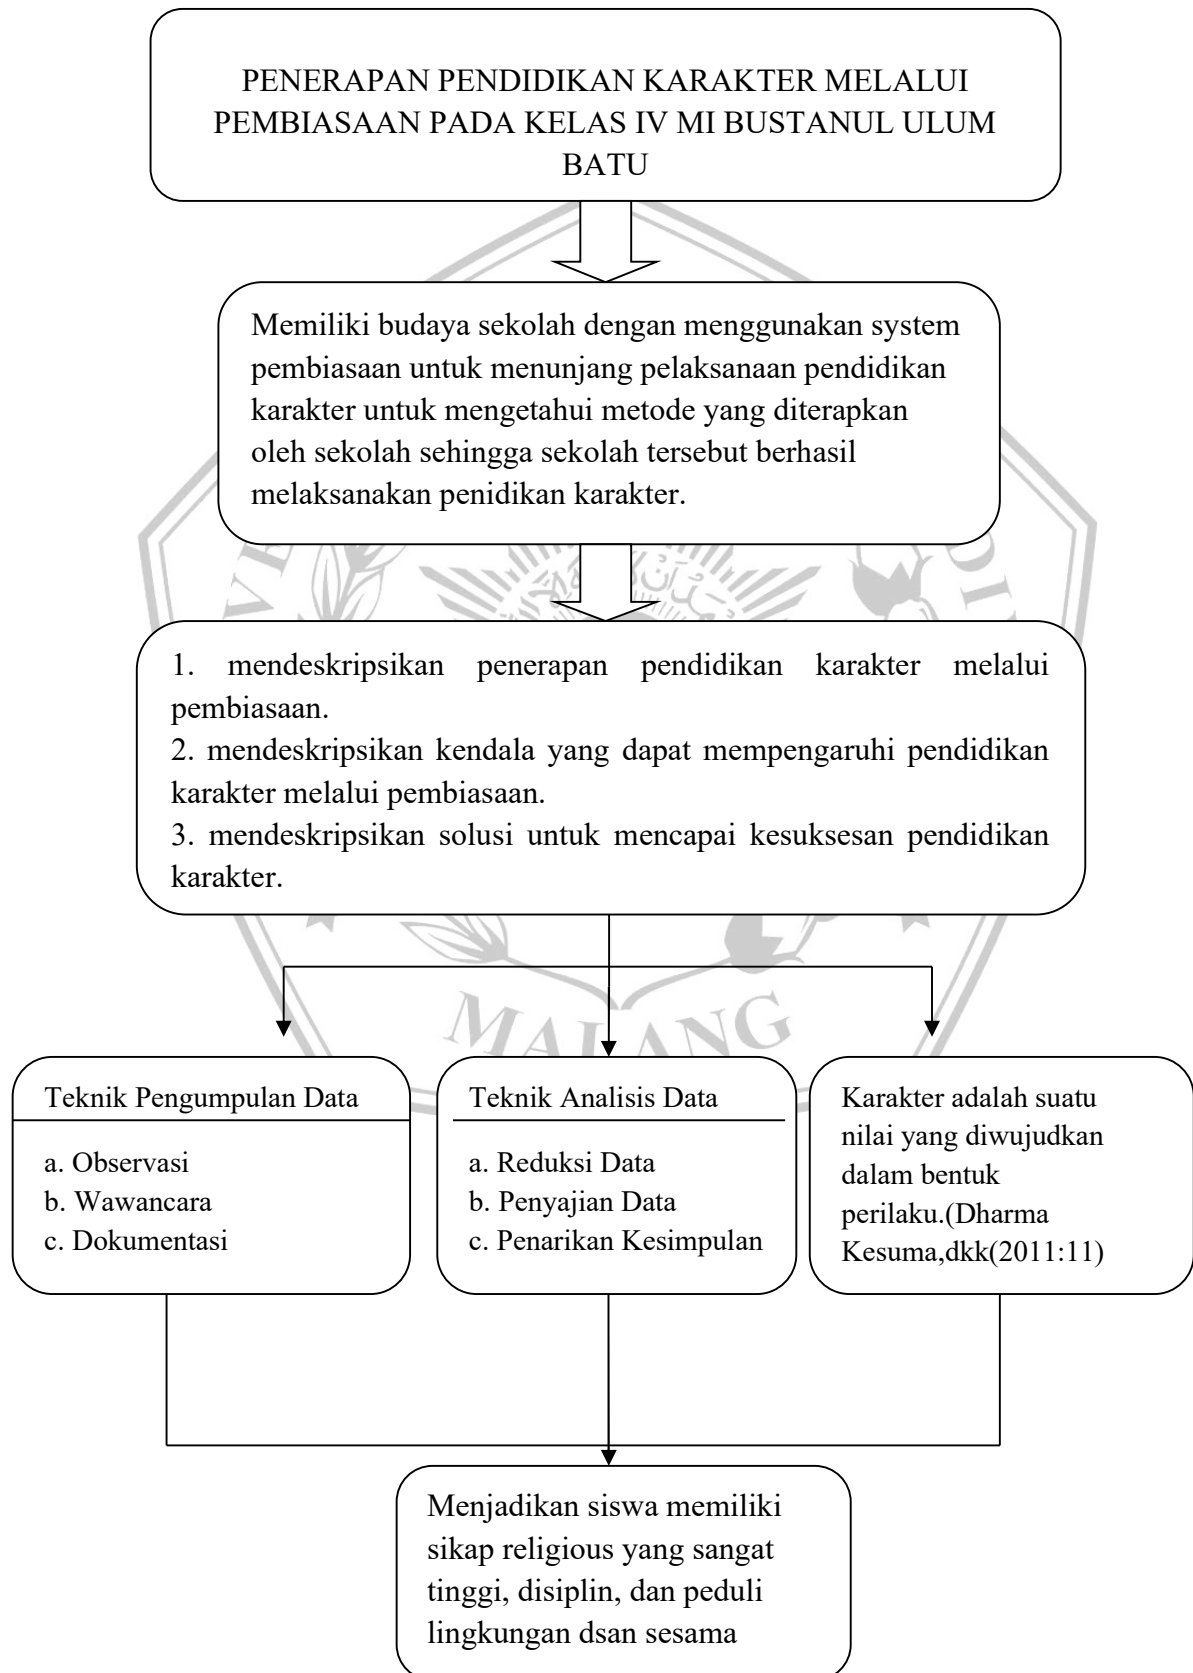 PENERAPAN PENDIDIKAN KARAKTER MELALUI
PEMBIASAAN PADA KELAS IV MI BUSTANUL ULUM
BATU
Memiliki budaya sekolah dengan menggunakan system
pembiasaan untuk menunjang pelaksanaan pendidikan
karakter untuk mengetahui metode yang diterapkan
oleh sekolah sehingga sekolah tersebut berhasil
melaksanakan penidikan karakter.
1. mendeskripsikan penerapan pendidikan karakter melalui
pembiasaan.
2. mendeskripsikan kendala yang dapat mempengaruhi pendidikan
karakter melalui pembiasaan.
3. mendeskripsikan solusi untuk mencapai kesuksesan pendidikan
karakter.
MALANG
Teknik Pengumpulan Data
a. Observasi
b. Wawancara
c. Dokumentasi
Teknik Analisis Data
a. Reduksi Data
b. Penyajian Data
c. Penarikan Kesimpulan
Karakter adalah suatu
nilai yang diwujudkan
dalam bentuk
perilaku.(Dharma
Kesuma,dkk(2011:11)
Menjadikan siswa memiliki
sikap religious yang sangat
tinggi, disiplin, dan peduli
lingkungan dsan sesama